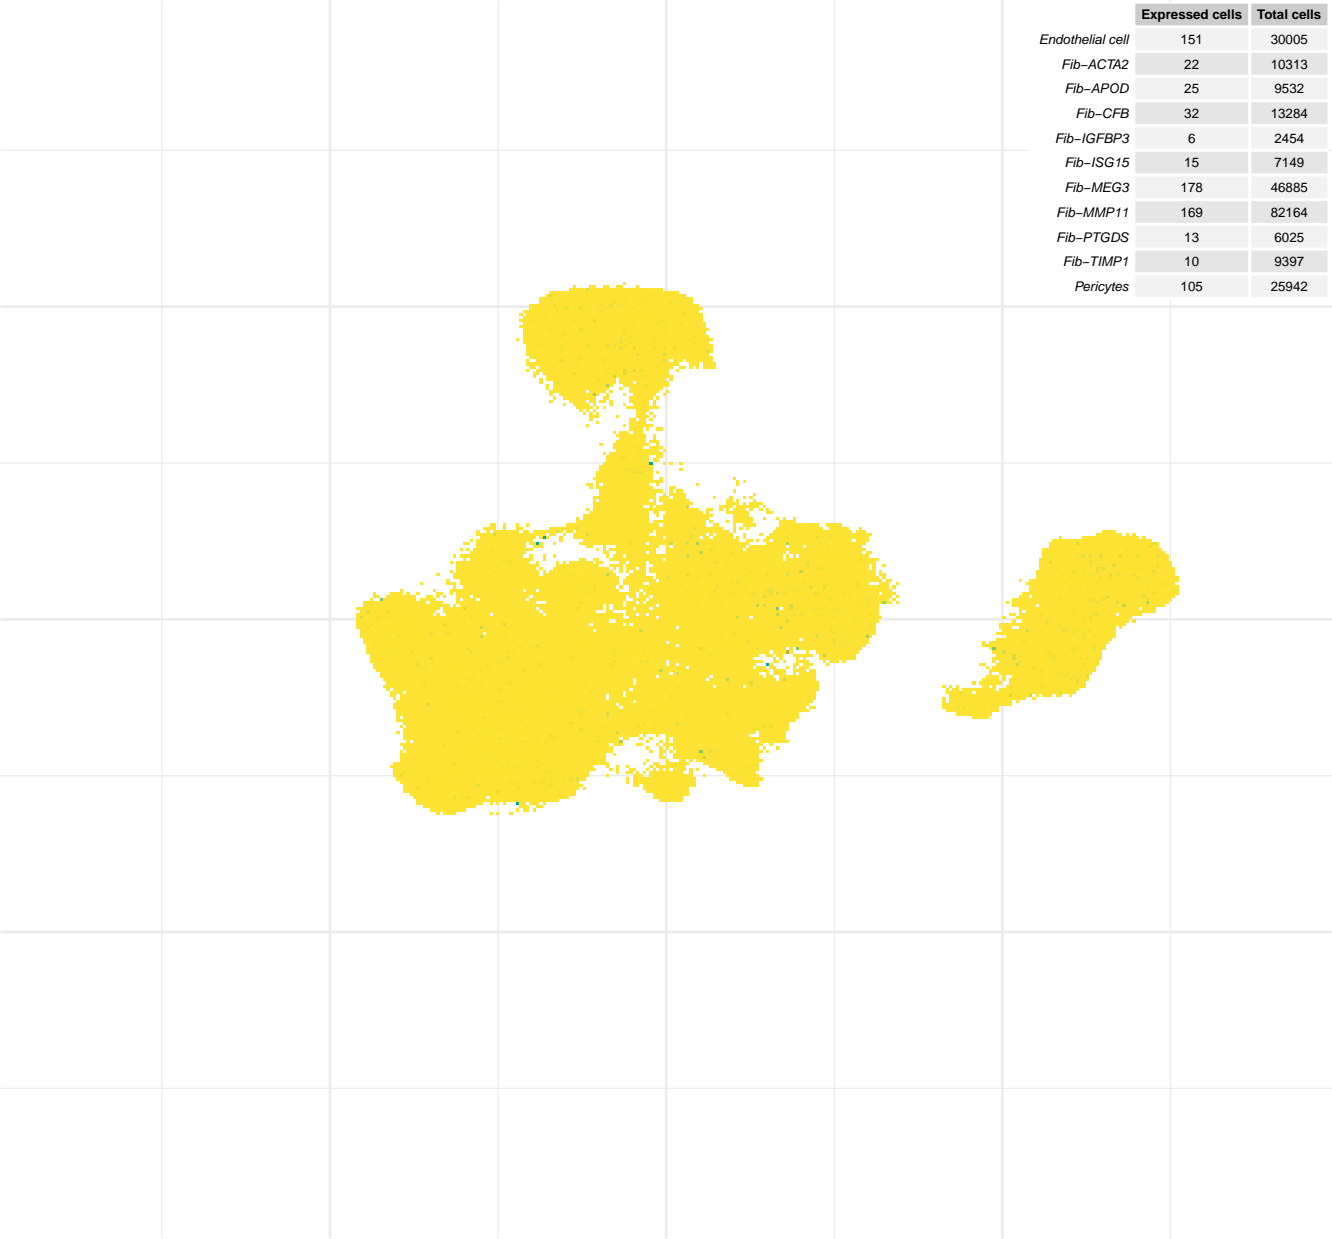 Expressed cells Total cells
Endothelial cell 151 30005
Fib−ACTA2 22 10313
Fib−APOD 25 9532
Fib−CFB 32 13284
Fib−IGFBP3 6 2454
Fib−ISG15 15 7149
Fib−MEG3 178 46885
Fib−MMP11 169 82164
Fib−PTGDS 13 6025
Fib−TIMP1 10 9397
Pericytes 105 25942